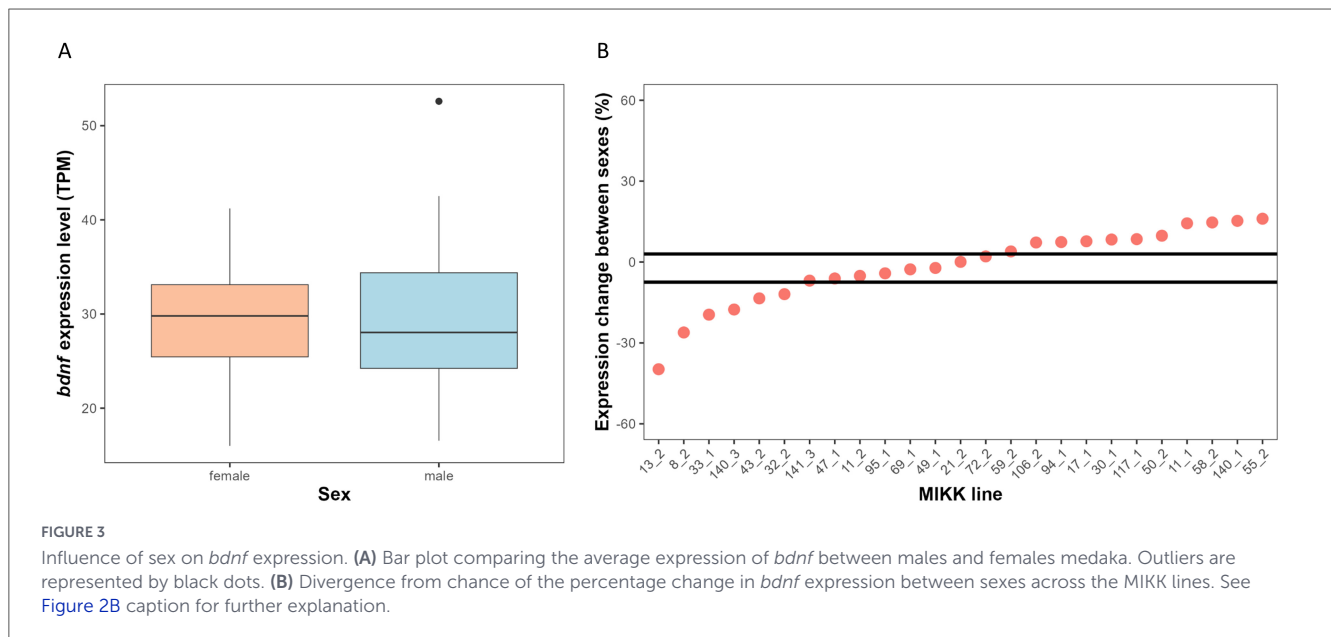 A
B
bdnf expression level (TPM)
50
40
30
20
female
male
Sex
Expression change between sexes (%)
60
30
0
-30
-60
13_2
8_2
33_1
140_3
43_2
32_2
141_3
47_1
11_2
95_1
69_1
49_1
21_2
72_2
59_2
106_2
94_1
17_1
30_1
117_1
50_2
11_1
58_2
140_1
55_2
MIKK line
FIGURE 3
Influence of sex on bdnf expression. (A) Bar plot comparing the average expression of bdnf between males and females medaka. Outliers are
represented by black dots. (B) Divergence from chance of the percentage change in bdnf expression between sexes across the MIKK lines. See
Figure 2B caption for further explanation.